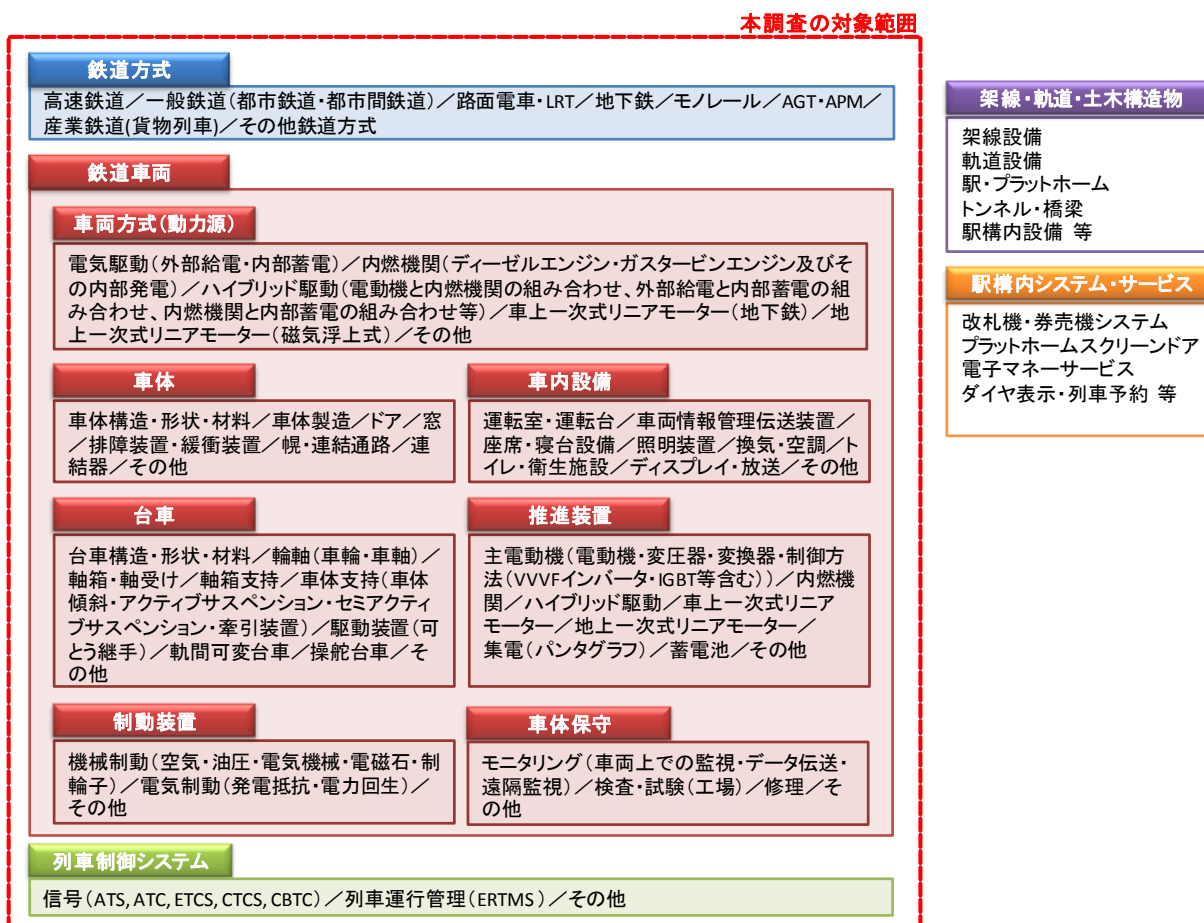 本調査の対象範囲
鉄道方式
高速鉄道／一般鉄道(都市鉄道・都市間鉄道)／路面電車・LRT／地下鉄／モノレール／AGT・APM／
産業鉄道(貨物列車)／その他鉄道方式
鉄道車両
車両方式(動力源)
電気駆動(外部給電・内部蓄電)／内燃機関(ディーゼルエンジン・ガスタービンエンジン及びそ
の内部発電)／ハイブリッド駆動(電動機と内燃機関の組み合わせ、外部給電と内部蓄電の組
み合わせ、内燃機関と内部蓄電の組み合わせ等)／車上一次式リニアモーター(地下鉄)／地
上一次式リニアモーター(磁気浮上式)／その他
車体
車体構造・形状・材料／車体製造／ドア／窓
／排障装置・緩衝装置／幌・連結通路／連
結器／その他
車内設備
運転室・運転台／車両情報管理伝送装置／
座席・寝台設備／照明装置／換気・空調／ト
イレ・衛生施設／ディスプレイ・放送／その他
台車
台車構造・形状・材料／輪軸(車輪・車軸)／
軸箱・軸受け／軸箱支持／車体支持(車体
傾斜・アクティブサスペンション・セミアクティ
ブサスペンション・牽引装置)／駆動装置(可
とう継手)／軌間可変台車／操舵台車／そ
の他
推進装置
主電動機(電動機・変圧器・変換器・制御方
法(VVVFインバータ・IGBT等含む))／内燃機
関／ハイブリッド駆動／車上一次式リニア
モーター／地上一次式リニアモーター／
集電(パンタグラフ)／蓄電池／その他
制動装置
機械制動(空気・油圧・電気機械・電磁石・制
輪子)／電気制動(発電抵抗・電力回生)／
その他
車体保守
モニタリング(車両上での監視・データ伝送・
遠隔監視)／検査・試験(工場)／修理／そ
の他
列車制御システム
信号(ATS, ATC, ETCS, CTCS, CBTC)／列車運行管理(ERTMS)／その他
架線・軌道・土木構造物
架線設備
軌道設備
駅・プラットホーム
トンネル・橋梁
駅構内設備 等
駅構内システム・サービス
改札機・券売機システム
プラットホームスクリーンドア
電子マネーサービス
ダイヤ表示・列車予約 等